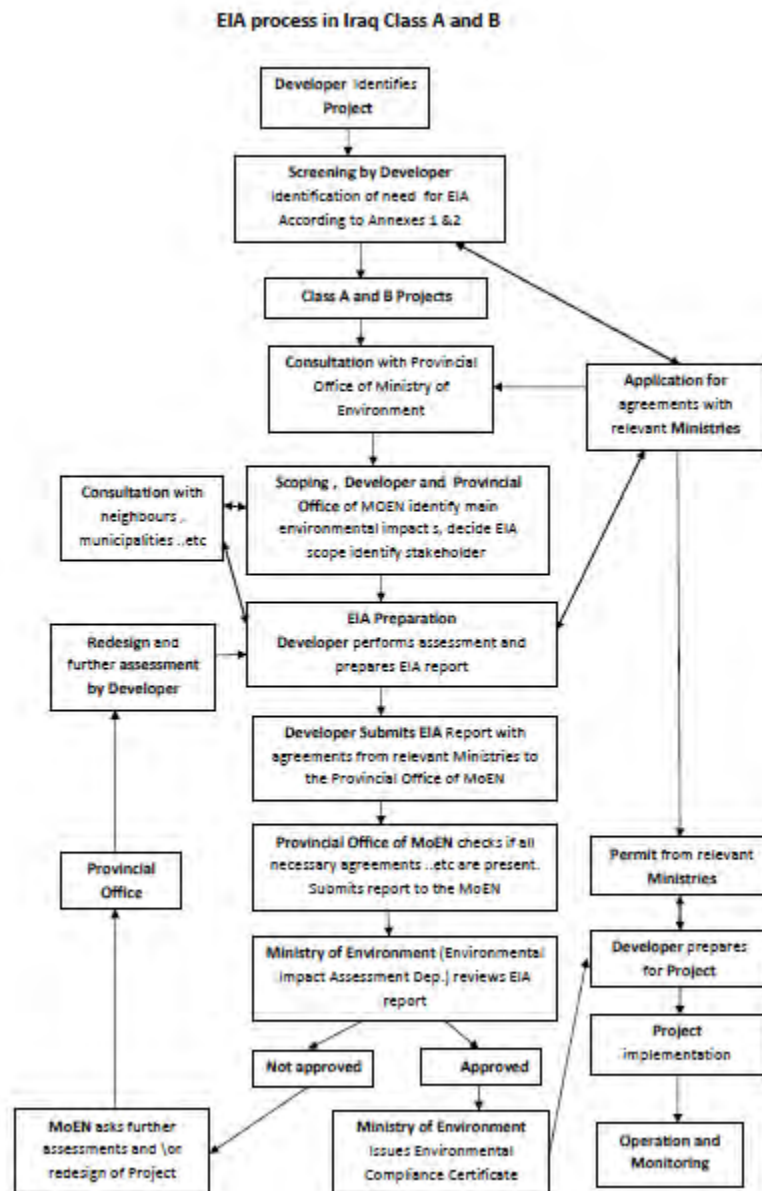 EIA process in Iraq Class A and B
Developer Identifies
Project
Screening by Developer
Identification of need for EIA
According to Annexes 1 &2
Class A and B Projects
Consultation with Provincial
Office of Ministry of
Environment
Application for
agreements with
relevant Ministries
Scoping , Developer and Provincial
Office of MOEN identify main
environmental impact s, decide EIA
scope identify stakeholder
Consultation with
neighbours ,
municipalities ..etc
EIA Preparation
Developer performs assessment and
prepares EIA report
Redesign and
further assessment
by Developer
Developer Submits EIA Report with
agreements from relevant Ministries to
the Provincial Office of MoEN
Provincial Office of MoEN checks if all
necessary agreements ..etc are present.
Submits report to the MoEN
Provincial
Office
Permit from relevant
Ministries
Ministry of Environment (Environmental
Impact Assessment Dep.) reviews EIA
report
Developer prepares
for Project
Project
implementation
Not approved
Approved
MoEN asks further
assessments and \or
redesign of Project
Ministry of Environment
Issues Environmental
Compliance Certificate
Operation and
Monitoring